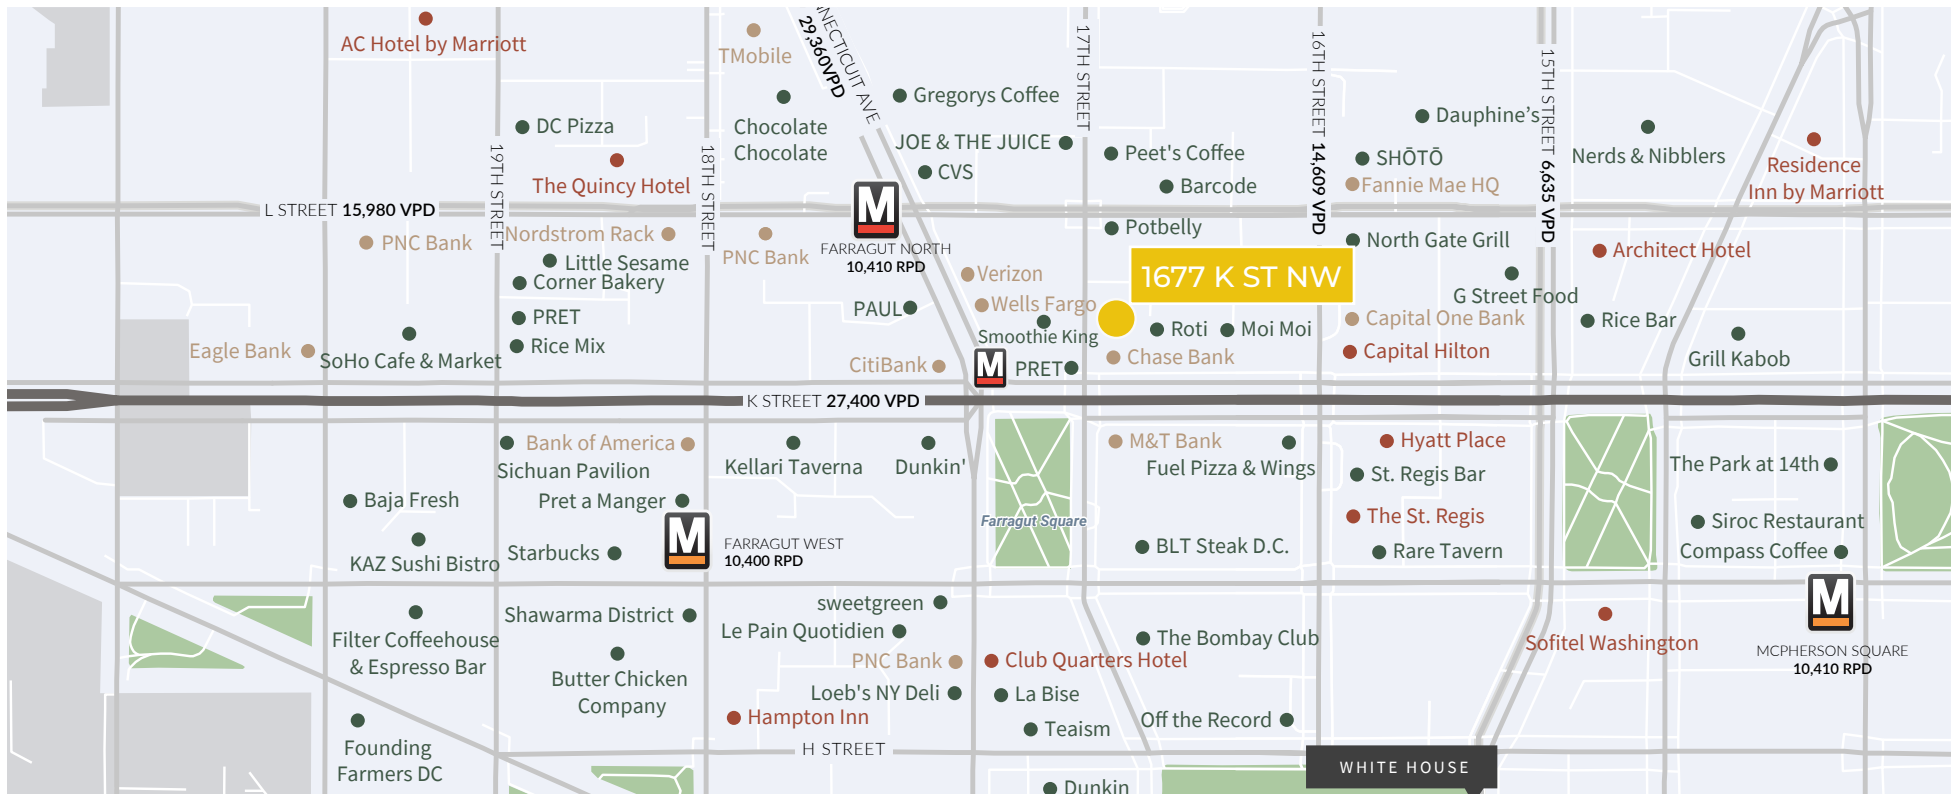 AC Hotel by Marriott
TMobile
NNECTICUIT AVE
29,360VPD
17TH STREET
16TH STREET 14,609 VPD
15TH STREET 6,635 VPD
Gregorys Coffee
Chocolate
Chocolate
DC Pizza
JOE & THE JUICE
Dauphine's
Peet's Coffee
SHŌTŌ
Nerds & Nibblers
Residence
Inn by Marriott
19TH STREET
18TH STREET
The Quincy Hotel
CVS
Barcode
Fannie Mae HQ
L STREET 15,980 VPD
M
FARRAGUT NORTH
10,410 RPD
Potbelly
PNC Bank
Nordstrom Rack
PNC Bank
North Gate Grill
Architect Hotel
Little Sesame
Corner Bakery
Verizon
1677 K ST NW
G Street Food
PAUL
Wells Fargo
PRET
Smoothie King
Roti
Moi Moi
Capital One Bank
Rice Bar
Eagle Bank
SoHo Cafe & Market
Rice Mix
CitiBank
M
PRET
Chase Bank
Capital Hilton
Grill Kabob
K STREET 27,400 VPD
Bank of America
Sichuan Pavilion
Kellari Taverna
Dunkin'
M&T Bank
Fuel Pizza & Wings
Hyatt Place
St. Regis Bar
The Park at 14th
Baja Fresh
Pret a Manger
Farragut Square
The St. Regis
Siroc Restaurant
KAZ Sushi Bistro
Starbucks
M
FARRAGUT WEST
10,400 RPD
BLT Steak D.C.
Rare Tavern
Compass Coffee
M
MCPHERSON SQUARE
10,410 RPD
Filter Coffeehouse
& Espresso Bar
Shawarma District
sweetgreen
Le Pain Quotidien
The Bombay Club
Sofitel Washington
Butter Chicken
Company
PNC Bank
Club Quarters Hotel
Loeb's NY Deli
La Bise
Hampton Inn
Teaism
Off the Record
Founding
Farmers DC
H STREET
WHITE HOUSE
Dunkin